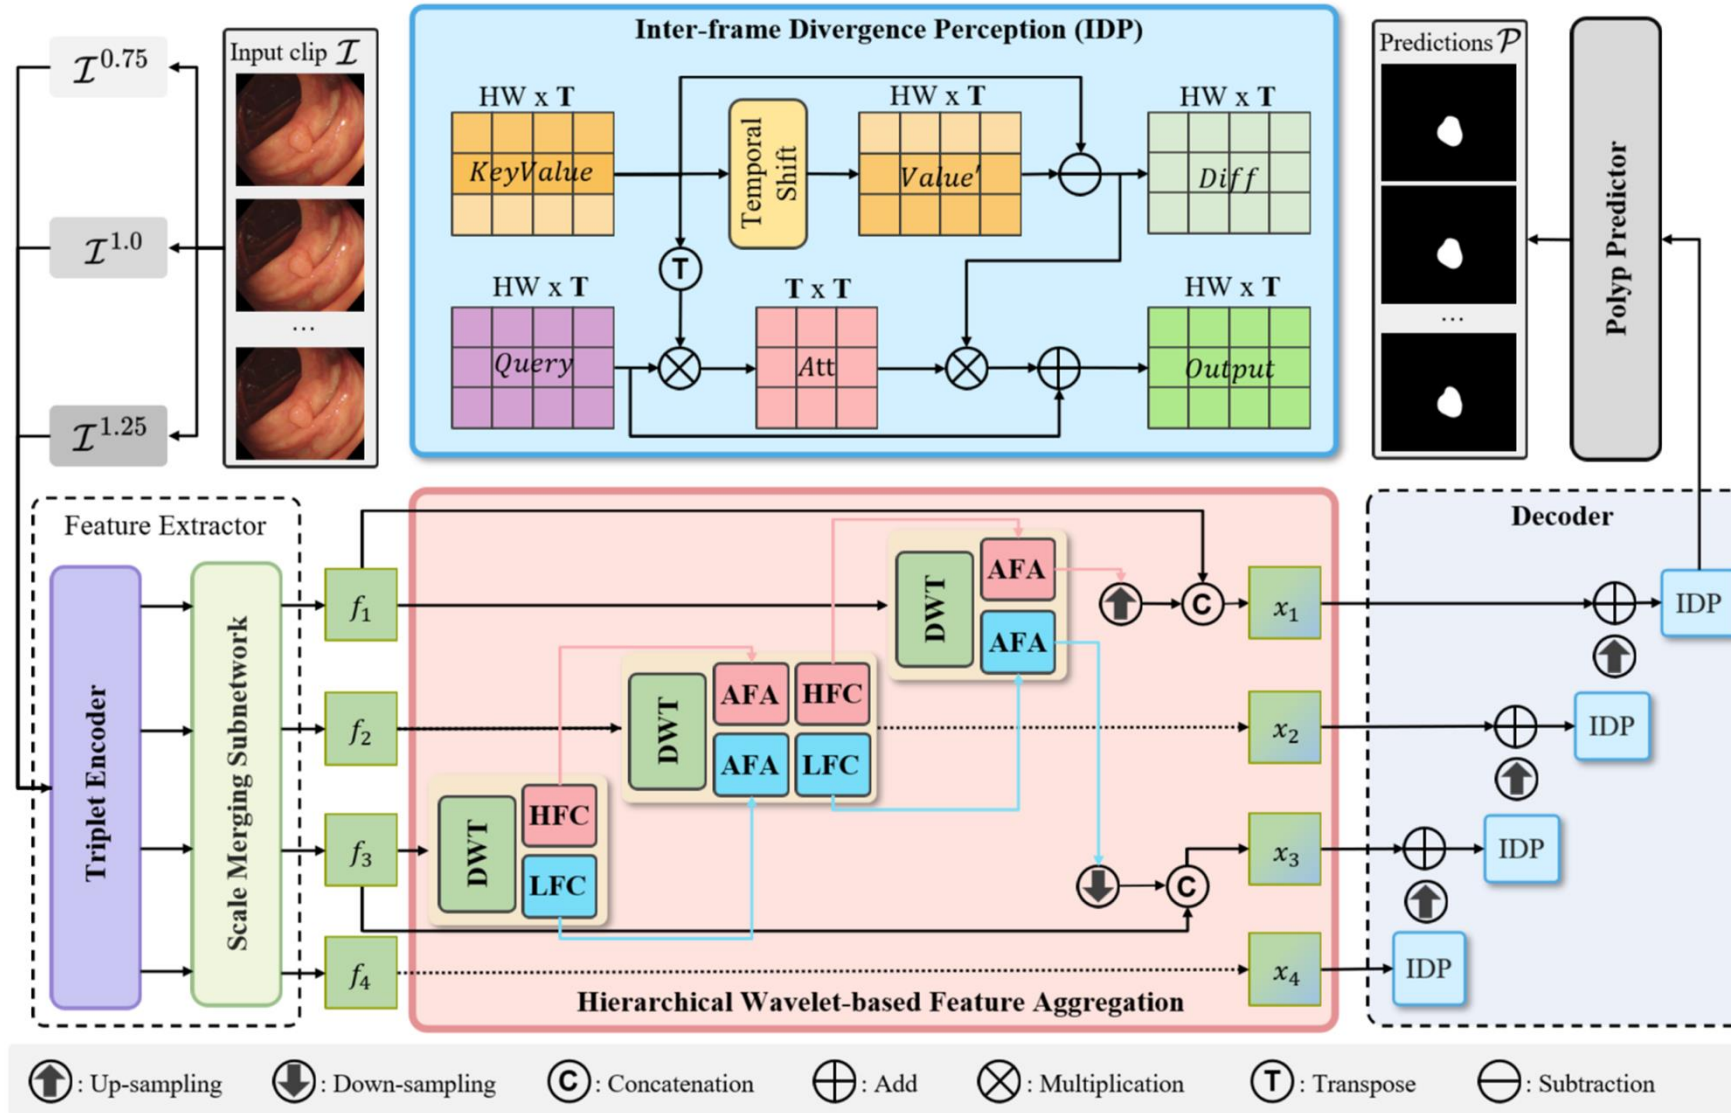 Input clip 𝓘
𝓘^0.75
𝓘^1.0
𝓘^1.25
...
Inter-frame Divergence Perception (IDP)
HW x T
KeyValue
Temporal
Shift
HW x T
Value'
HW x T
Diff
T
HW x T
Query
T x T
Att
HW x T
Output
Predictions 𝓟
...
Polyp Predictor
Feature Extractor
Triplet Encoder
Scale Merging Subnetwork
f₁
f₂
f₃
f₄
DWT
HFC
LFC
DWT
AFA
HFC
AFA
LFC
DWT
AFA
AFA
C
C
Hierarchical Wavelet-based Feature Aggregation
x₁
x₂
x₃
x₄
Decoder
IDP
IDP
IDP
IDP
: Up-sampling
: Down-sampling
C : Concatenation
: Add
: Multiplication
T : Transpose
: Subtraction